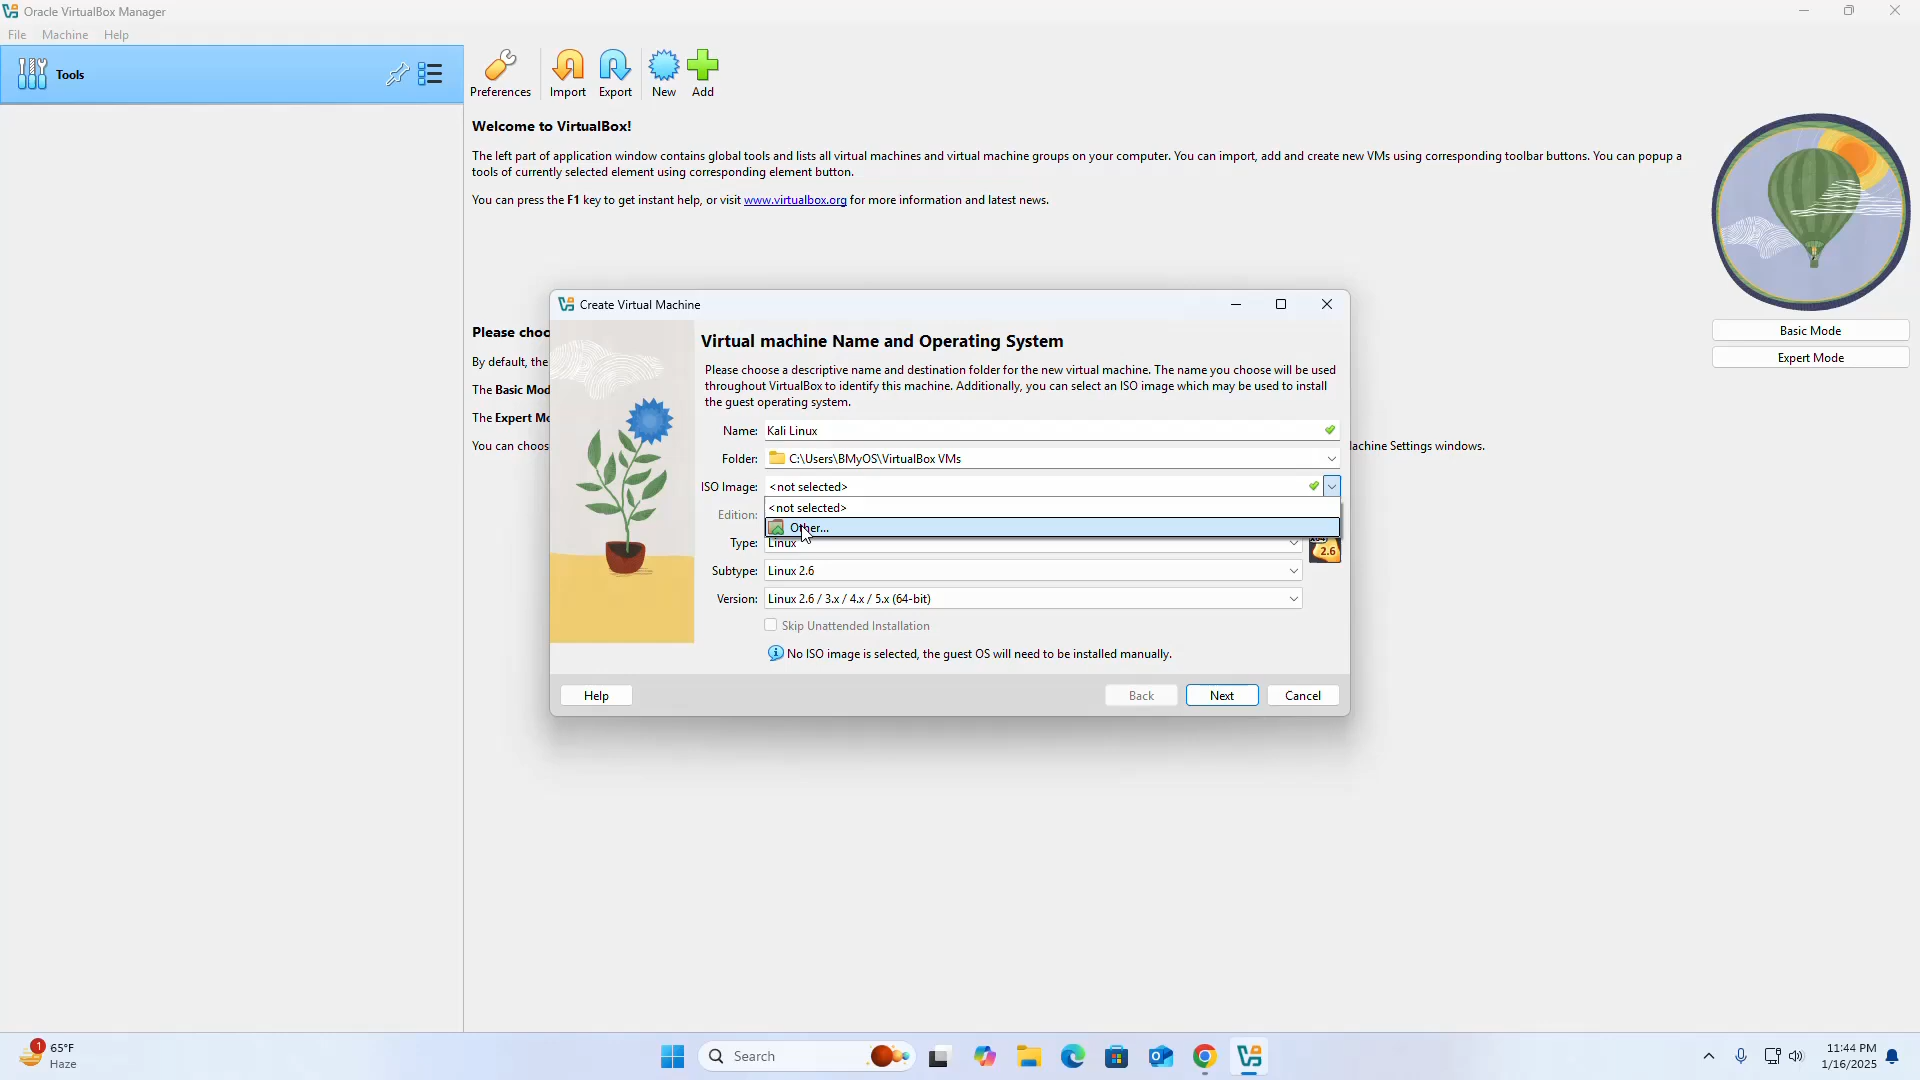 Oracle VirtualBox Manager
File Machine Help
Tools
Preferences Import Export New Add
Welcome to VirtualBox!
The left part of application window contains global tools and lists all virtual machines and virtual machine groups on your computer. You can import, add and create new VMs using corresponding toolbar buttons. You can popup a
tools of currently selected element using corresponding element button.
You can press the F1 key to get instant help, or visit www.virtualbox.org for more information and latest news.
Please choo
By default, the
The Basic Mod
The Expert Mo
You can choos
achine Settings windows.
Basic Mode
Expert Mode
Create Virtual Machine
Virtual machine Name and Operating System
Please choose a descriptive name and destination folder for the new virtual machine. The name you choose will be used
throughout VirtualBox to identify this machine. Additionally, you can select an ISO image which may be used to install
the guest operating system.
Name: Kali Linux
Folder: C:\Users\BMyOS\VirtualBox VMs
ISO Image: <not selected>
<not selected>
Edition:
Other...
Type: Linux
2.6
Subtype: Linux 2.6
Version: Linux 2.6 / 3.x / 4.x / 5.x (64-bit)
Skip Unattended Installation
No ISO image is selected, the guest OS will need to be installed manually.
Help Back Next Cancel
1
65°F
Haze
Search
11:44 PM
1/16/2025